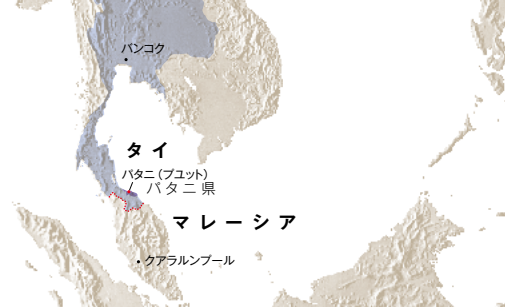 バンコク
タイ
パタニ（プユット）
パタニ県
マレーシア
クアラルンプール